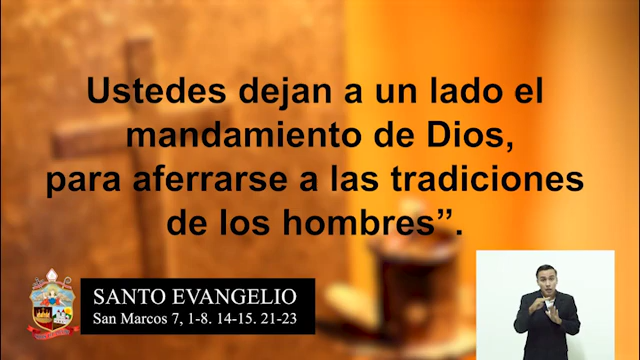 Ustedes dejan a un lado el
mandamiento de Dios,
para aferrarse a las tradiciones
de los hombres”.
SANTO EVANGELIO
San Marcos 7, 1-8. 14-15. 21-23